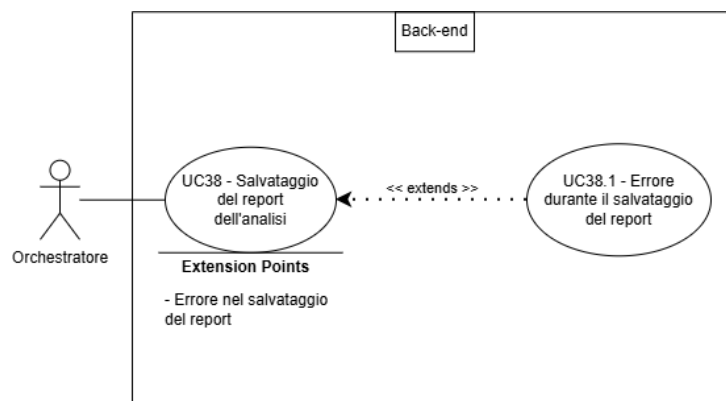 Back-end
UC38 - Salvataggio
del report
dell'analisi
<< extends >>
UC38.1 - Errore
durante il salvataggio
del report
Orchestratore
Extension Points
- Errore nel salvataggio
del report